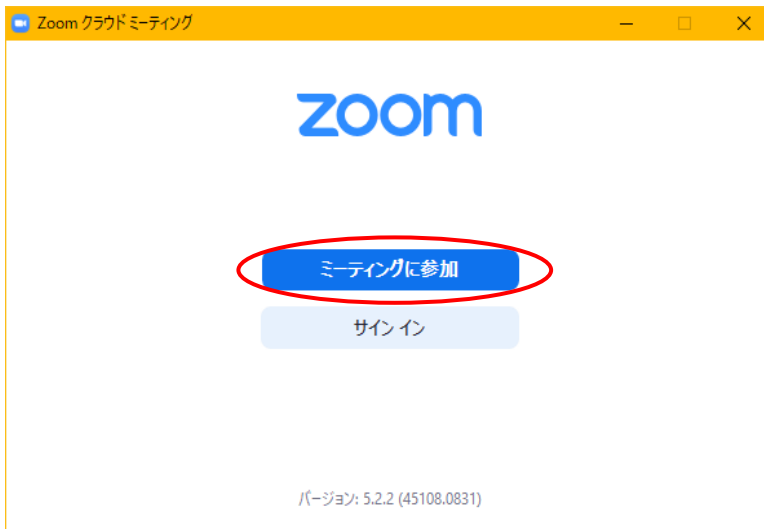 Zoom クラウド ミーティング
zoom
ミーティングに参加
サイン イン
バージョン: 5.2.2 (45108.0831)